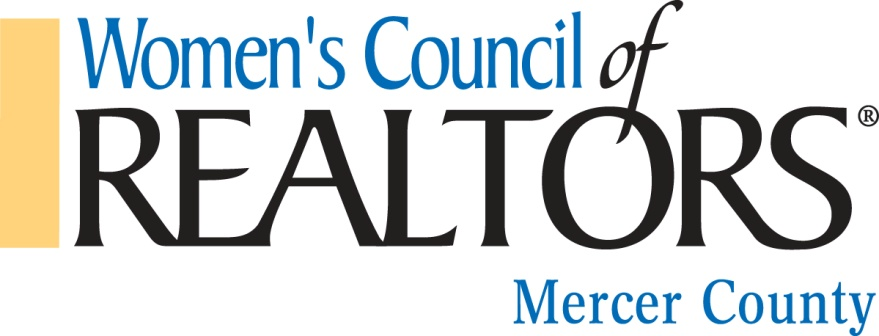 Women's Council of
REALTORS®
Mercer County